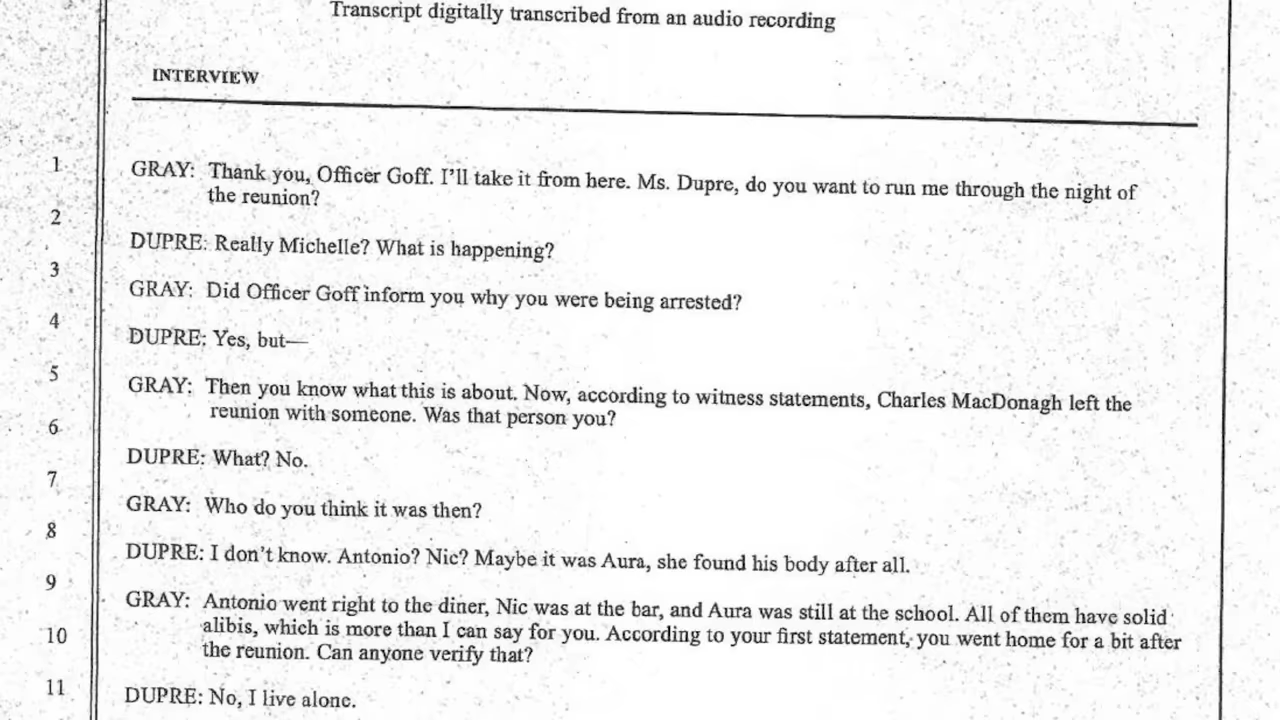 Transcript digitally transcribed from an audio recording
INTERVIEW
1 GRAY: Thank you, Officer Goff. I'll take it from here. Ms. Dupre, do you want to run me through the night of
the reunion?
2
DUPRE: Really Michelle? What is happening?
3 GRAY: Did Officer Goff inform you why you were being arrested?
4 DUPRE: Yes, but—
5 GRAY: Then you know what this is about. Now, according to witness statements, Charles MacDonagh left the
reunion with someone. Was that person you?
6
DUPRE: What? No.
7
GRAY: Who do you think it was then?
8
DUPRE: I don't know. Antonio? Nic? Maybe it was Aura, she found his body after all.
9
GRAY: Antonio went right to the diner, Nic was at the bar, and Aura was still at the school. All of them have solid
10 alibis, which is more than I can say for you. According to your first statement, you went home for a bit after
the reunion. Can anyone verify that?
11 DUPRE: No, I live alone.